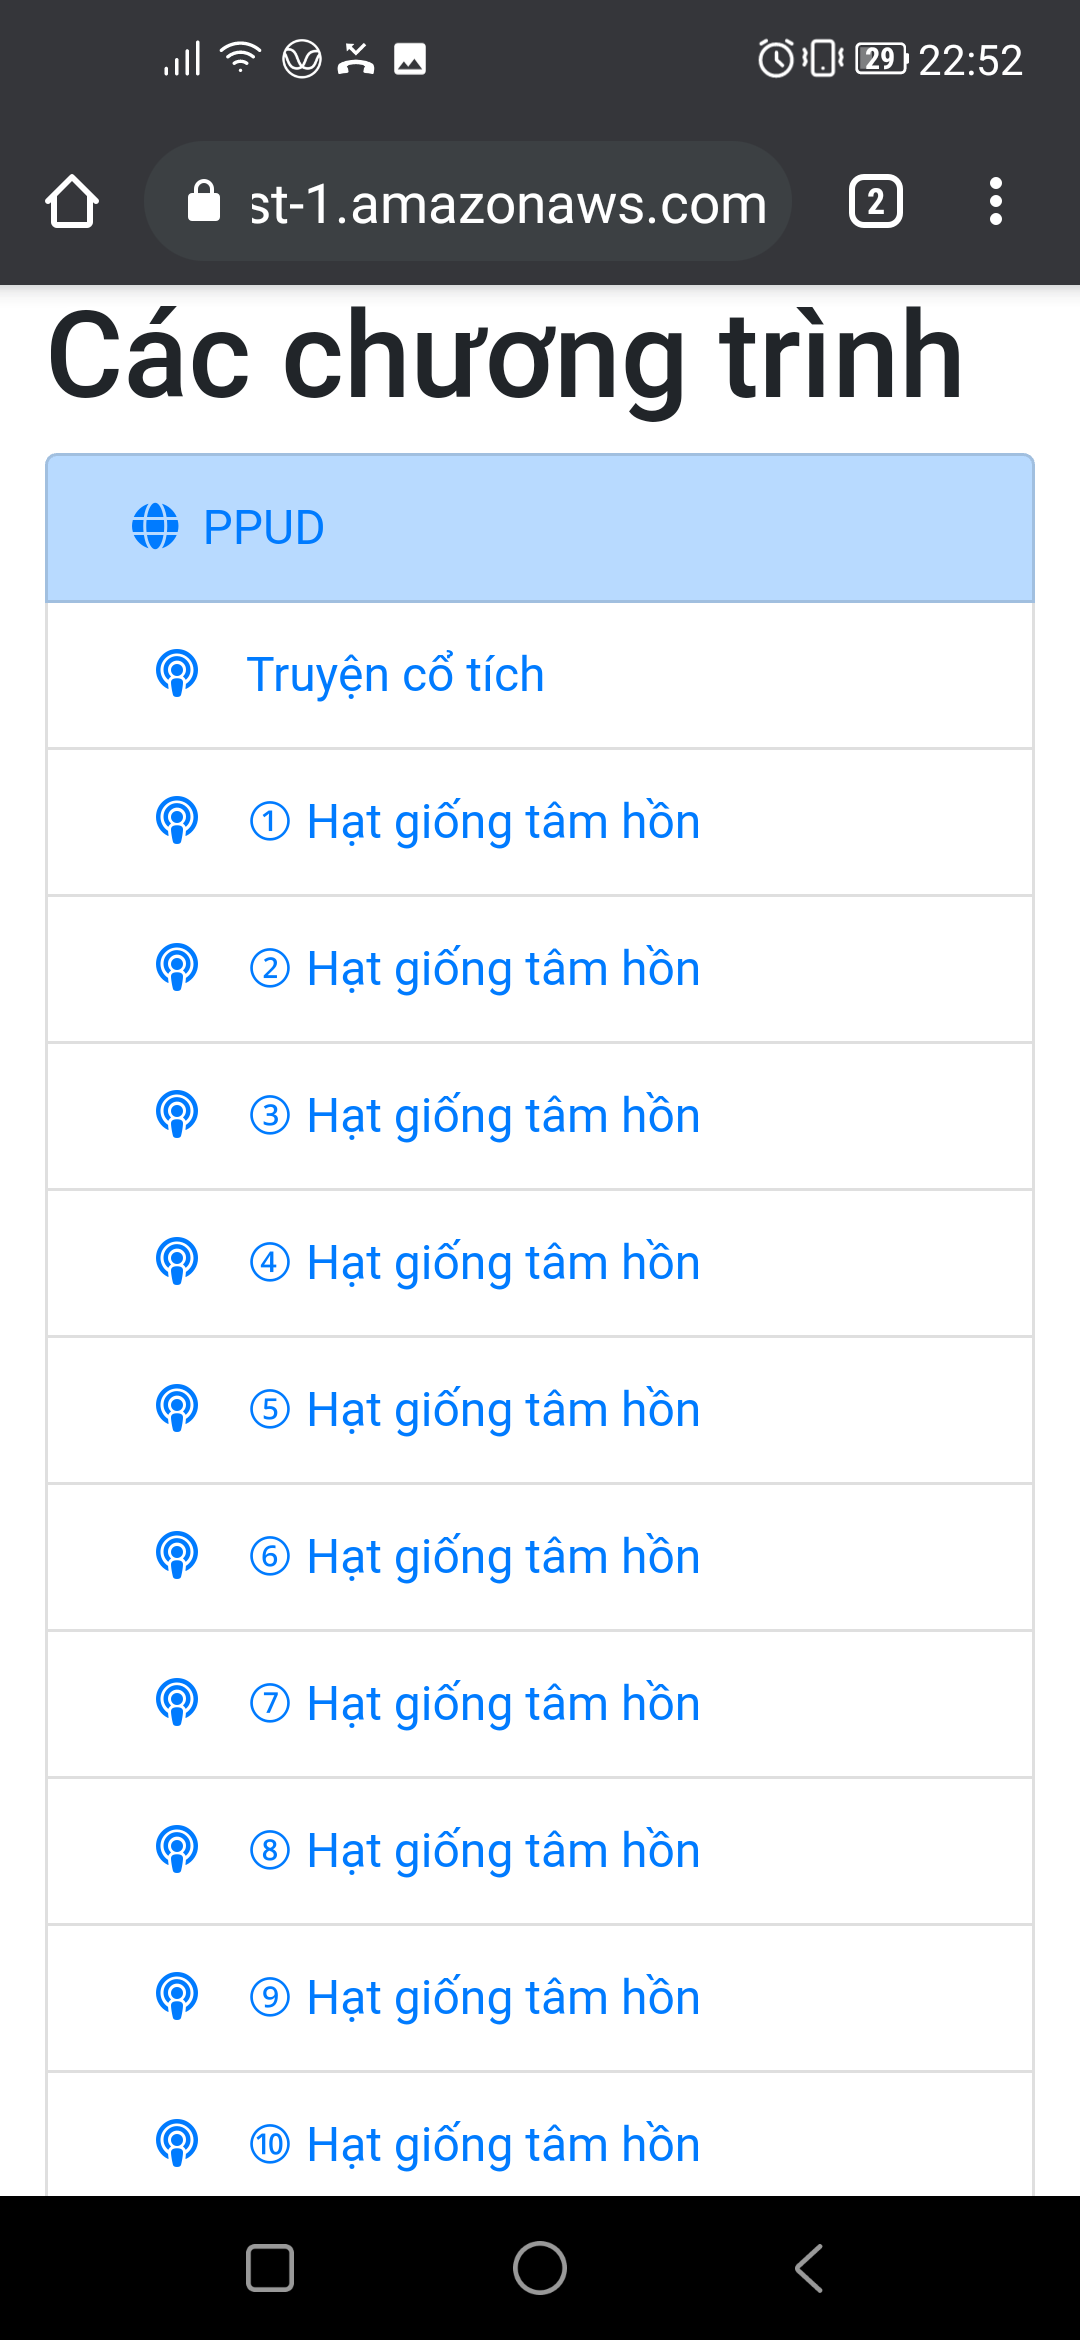 29 22:52
st-1.amazonaws.com 2
Các chương trình
PPUD
Truyện cổ tích
① Hạt giống tâm hồn
② Hạt giống tâm hồn
③ Hạt giống tâm hồn
④ Hạt giống tâm hồn
⑤ Hạt giống tâm hồn
⑥ Hạt giống tâm hồn
⑦ Hạt giống tâm hồn
⑧ Hạt giống tâm hồn
⑨ Hạt giống tâm hồn
⑩ Hạt giống tâm hồn